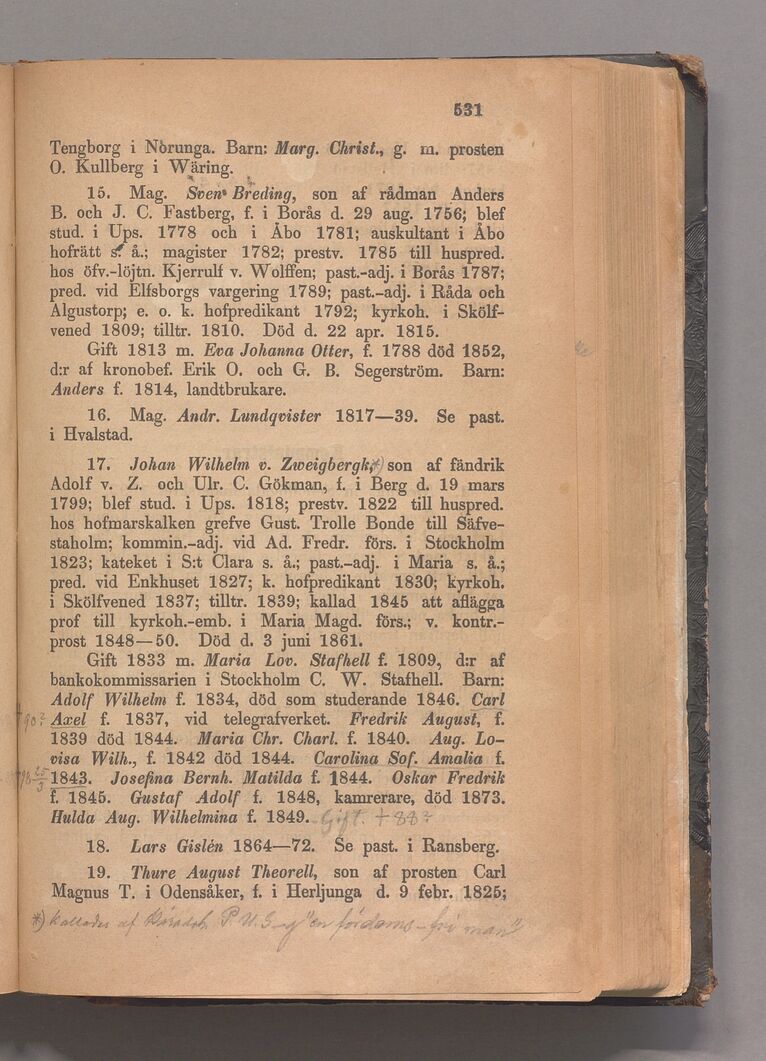 531
Tengborg i Norunga. Barn: Marg. Christ., g. m. prosten
O. Kullberg i Wäring.
15. Mag. Sven Breding, son af rådman Anders
B. och J. C. Fastberg, f. i Borås d. 29 aug. 1756; blef
stud. i Ups. 1778 och i Åbo 1781; auskultant i Åbo
hofrätt s. å.; magister 1782; prestv. 1785 till huspred.
hos öfv.-löjtn. Kjerrulf v. Wolffen; past.-adj. i Borås 1787;
pred. vid Elfsborgs vargering 1789; past.-adj. i Råda och
Algustorp; e. o. k. hofpredikant 1792; kyrkoh. i Skölf-
vened 1809; tilltr. 1810. Död d. 22 apr. 1815.
Gift 1813 m. Eva Johanna Otter, f. 1788 död 1852,
d:r af kronobef. Erik O. och G. B. Segerström. Barn:
Anders f. 1814, landtbrukare.
16. Mag. Andr. Lundqvister 1817—39. Se past.
i Hvalstad.
17. Johan Wilhelm v. Zweigbergk,*) son af fändrik
Adolf v. Z. och Ulr. C. Gökman, f. i Berg d. 19 mars
1799; blef stud. i Ups. 1818; prestv. 1822 till huspred.
hos hofmarskalken grefve Gust. Trolle Bonde till Säfve-
staholm; kommin.-adj. vid Ad. Fredr. förs. i Stockholm
1823; kateket i S:t Clara s. å.; past.-adj. i Maria s. å.;
pred. vid Enkhuset 1827; k. hofpredikant 1830; kyrkoh.
i Skölfvened 1837; tilltr. 1839; kallad 1845 att aflägga
prof till kyrkoh.-emb. i Maria Magd. förs.; v. kontr.-
prost 1848—50. Död d. 3 juni 1861.
Gift 1833 m. Maria Lov. Stafhell f. 1809, d:r af
bankokommissarien i Stockholm C. W. Stafhell. Barn:
Adolf Wilhelm f. 1834, död som studerande 1846. Carl
† 90? Axel f. 1837, vid telegrafverket. Fredrik August, f.
1839 död 1844. Maria Chr. Charl. f. 1840. Aug. Lo-
visa Wilh., f. 1842 död 1844. Carolina Sof. Amalia f.
1843. Josefina Bernh. Matilda f. 1844. Oskar Fredrik
f. 1845. Gustaf Adolf f. 1848, kamrerare, död 1873.
Hulda Aug. Wilhelmina f. 1849. Gift. † 88?
18. Lars Gislén 1864—72. Se past. i Ransberg.
19. Thure August Theorell, son af prosten Carl
Magnus T. i Odensåker, f. i Herljunga d. 9 febr. 1825;
*) kallades af "en fördoms-fri man"